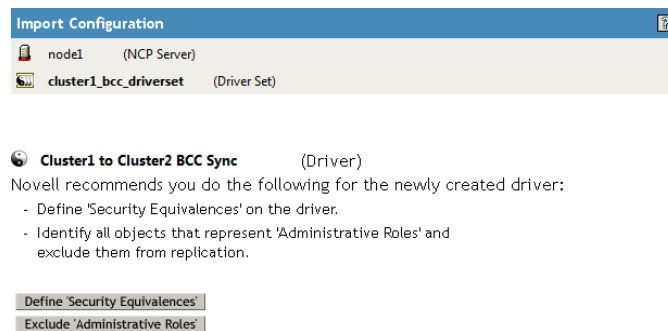 Import Configuration ?
node1 (NCP Server)
cluster1_bcc_driverset (Driver Set)
Cluster1 to Cluster2 BCC Sync (Driver)
Novell recommends you do the following for the newly created driver:
- Define 'Security Equivalences' on the driver.
- Identify all objects that represent 'Administrative Roles' and
exclude them from replication.
Define 'Security Equivalences'
Exclude 'Administrative Roles'